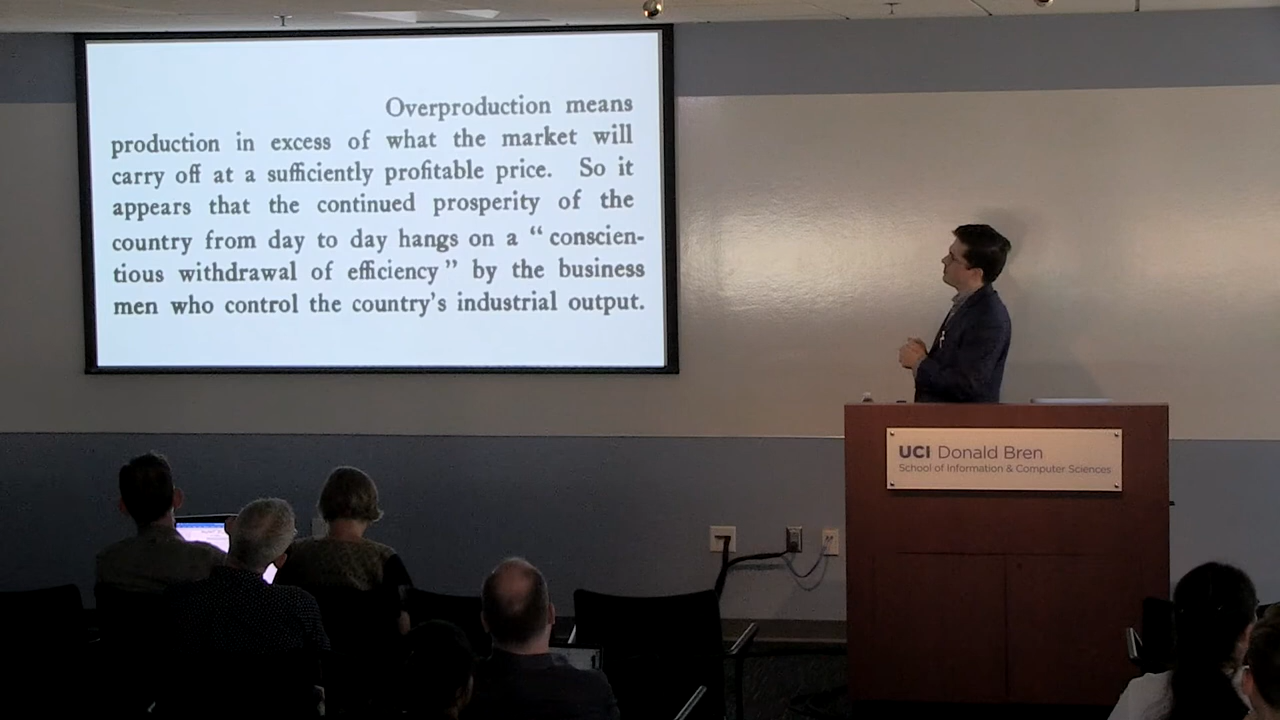 Overproduction means
production in excess of what the market will
carry off at a sufficiently profitable price. So it
appears that the continued prosperity of the
country from day to day hangs on a “ conscien-
tious withdrawal of efficiency ” by the business
men who control the country’s industrial output.
UCI Donald Bren
School of Information & Computer Sciences